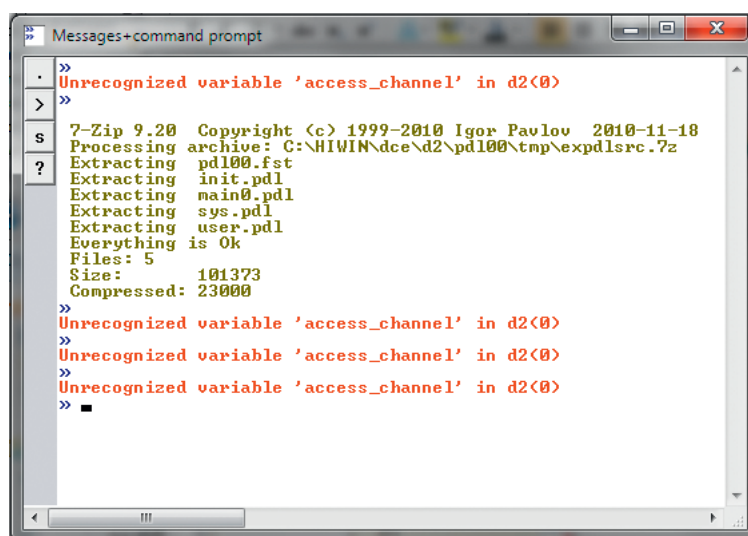 Messages+command prompt
.
>
s
?
»
Unrecognized variable 'access_channel' in d2(0)
»
7-Zip 9.20  Copyright (c) 1999-2010 Igor Pavlov  2010-11-18
Processing archive: C:\HIWIN\dce\d2\pdl00\tmp\expdlsrc.7z
Extracting  pdl00.fst
Extracting  init.pdl
Extracting  main0.pdl
Extracting  sys.pdl
Extracting  user.pdl
Everything is Ok
Files: 5
Size:       101373
Compressed: 23000
»
Unrecognized variable 'access_channel' in d2(0)
»
Unrecognized variable 'access_channel' in d2(0)
»
Unrecognized variable 'access_channel' in d2(0)
»